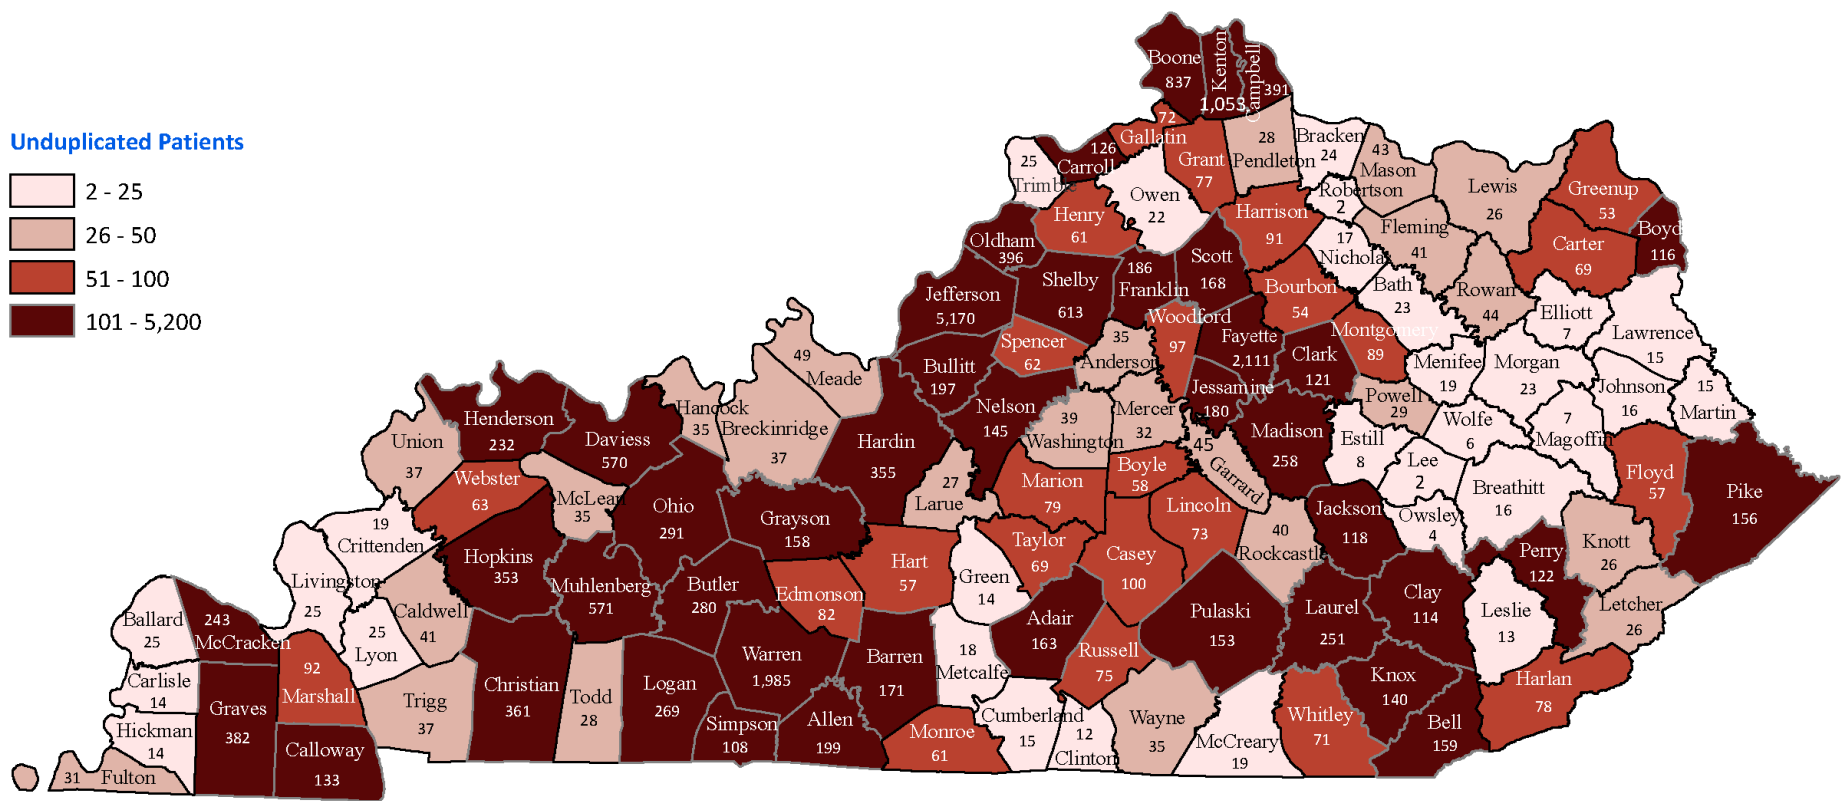 Unduplicated Patients
2 - 25
26 - 50
51 - 100
101 - 5,200
Boone
837
Kenton
1,053
Campbell
391
72
Gallatin
126
Carroll
25
Trimble
Grant
77
28
Pendleton
Bracken
24
43
Mason
Robertson
2
Lewis
26
Greenup
53
Boyd
116
Carter
69
Owen
22
Henry
61
Oldham
396
Harrison
91
17
Nicholas
Fleming
41
Rowan
44
Bath
23
Elliott
7
Lawrence
15
Jefferson
5,170
Shelby
613
186
Franklin
Scott
168
Bourbon
54
Woodford
97
Fayette
2,111
Montgomery
89
Clark
121
Menifee
19
Morgan
23
Johnson
16
15
Martin
Spencer
62
35
Anderson
Bullitt
197
Jessamine
180
Powell
29
Wolfe
6
7
Magoffin
49
Meade
Hancock
35
Breckinridge
37
Nelson
145
39
Washington
Mercer
32
45
Garrard
Madison
258
Estill
8
Lee
2
Breathitt
16
Floyd
57
Pike
156
Henderson
232
Daviess
570
Union
37
Webster
63
McLean
35
Ohio
291
Hardin
355
27
Larue
Marion
79
Boyle
58
Lincoln
73
40
Rockcastle
Jackson
118
Owsley
4
Perry
122
Knott
26
Grayson
158
19
Crittenden
Hopkins
353
Muhlenberg
571
Butler
280
Edmonson
82
Hart
57
Green
14
Taylor
69
Casey
100
Livingston
25
Caldwell
41
25
Lyon
Ballard
25
243
McCracken
Adair
163
Pulaski
153
Laurel
251
Clay
114
Leslie
13
Letcher
26
Carlisle
14
92
Marshall
Graves
382
Hickman
14
31
Fulton
Calloway
133
Trigg
37
Christian
361
Todd
28
Logan
269
Warren
1,985
Simpson
108
Allen
199
Barren
171
18
Metcalfe
Monroe
61
Cumberland
15
12
Clinton
Russell
75
Wayne
35
McCreary
19
Whitley
71
Knox
140
Bell
159
Harlan
78